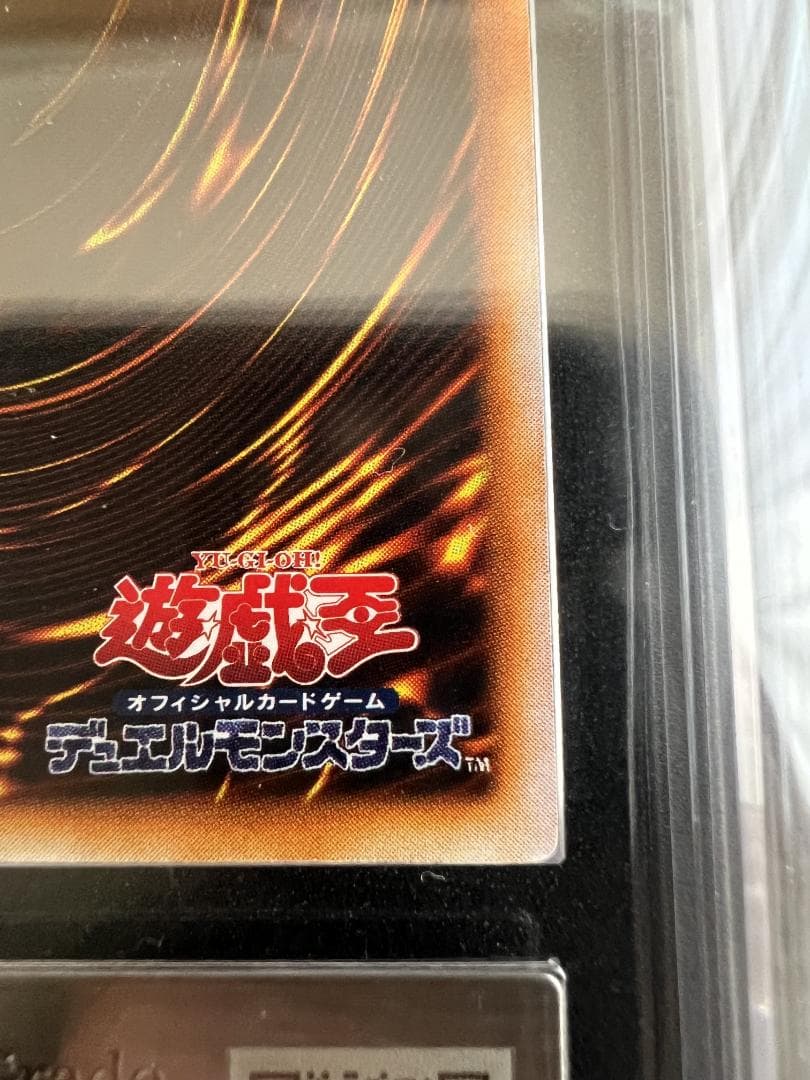 YU-GI-OH!
遊戯王
オフィシャルカードゲーム
デュエルモンスターズ
TM